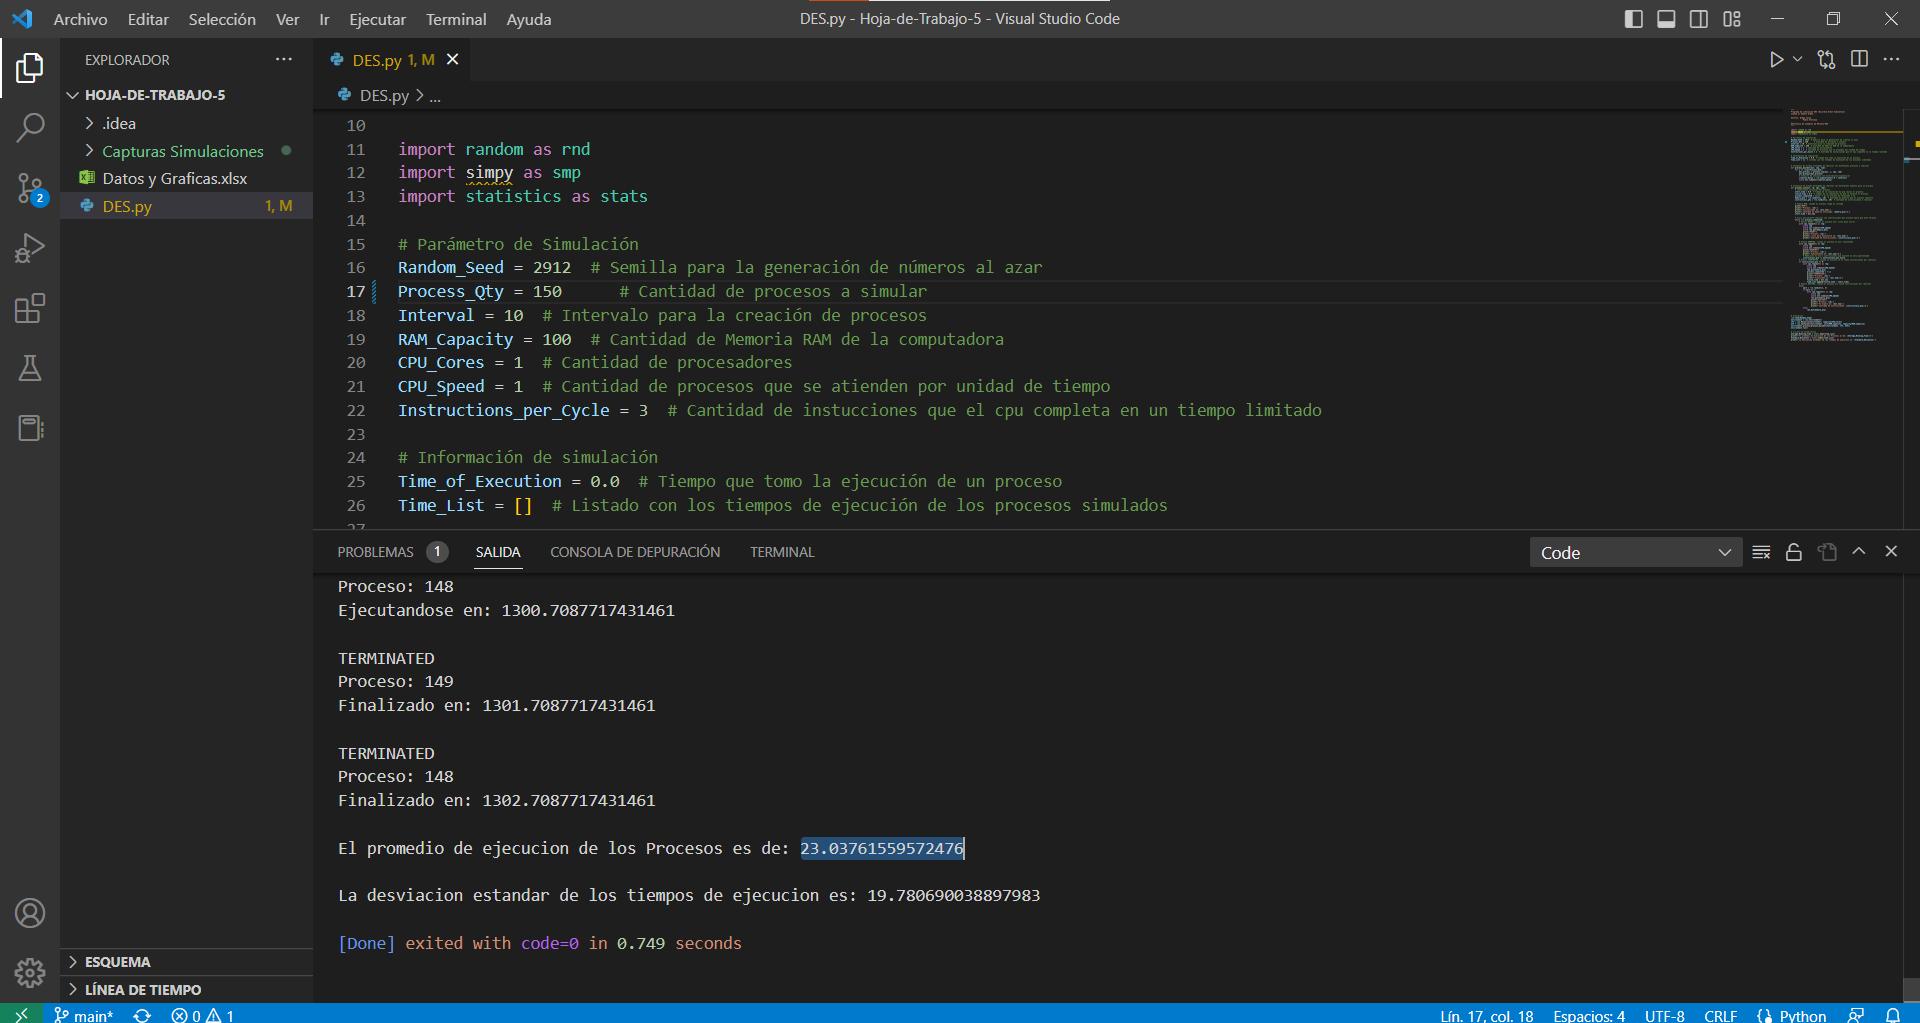 Archivo Editar Selección Ver Ir Ejecutar Terminal Ayuda
DES.py - Hoja-de-Trabajo-5 - Visual Studio Code
EXPLORADOR
HOJA-DE-TRABAJO-5
.idea
Capturas Simulaciones
Datos y Graficas.xlsx
DES.py 1, M
2
ESQUEMA
LÍNEA DE TIEMPO
DES.py 1, M
DES.py > ...
10
11 import random as rnd
12 import simpy as smp
13 import statistics as stats
14
15 # Parámetro de Simulación
16 Random_Seed = 2912 # Semilla para la generación de números al azar
17 Process_Qty = 150 # Cantidad de procesos a simular
18 Interval = 10 # Intervalo para la creación de procesos
19 RAM_Capacity = 100 # Cantidad de Memoria RAM de la computadora
20 CPU_Cores = 1 # Cantidad de procesadores
21 CPU_Speed = 1 # Cantidad de procesos que se atienden por unidad de tiempo
22 Instructions_per_Cycle = 3 # Cantidad de instucciones que el cpu completa en un tiempo limitado
23
24 # Información de simulación
25 Time_of_Execution = 0.0 # Tiempo que tomo la ejecución de un proceso
26 Time_List = [] # Listado con los tiempos de ejecución de los procesos simulados
27
PROBLEMAS 1 SALIDA CONSOLA DE DEPURACIÓN TERMINAL
Code
Proceso: 148
Ejecutandose en: 1300.7087717431461
TERMINATED
Proceso: 149
Finalizado en: 1301.7087717431461
TERMINATED
Proceso: 148
Finalizado en: 1302.7087717431461
El promedio de ejecucion de los Procesos es de: 23.03761559572476
La desviacion estandar de los tiempos de ejecucion es: 19.780690038897983
[Done] exited with code=0 in 0.749 seconds
main* 0 1
Lín. 17, col. 18 Espacios: 4 UTF-8 CRLF Python